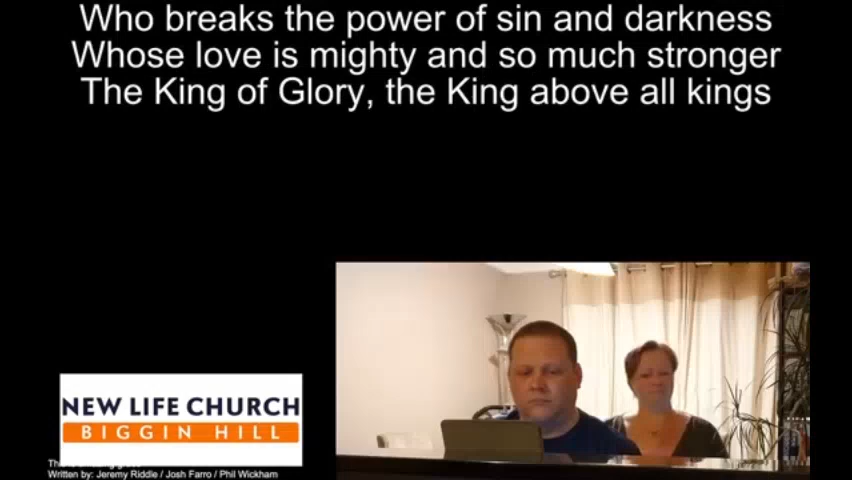 Who breaks the power of sin and darkness
Whose love is mighty and so much stronger
The King of Glory, the King above all kings
NEW LIFE CHURCH
BIGGIN HILL
Written by: Jeremy Riddle / Josh Farro / Phil Wickham